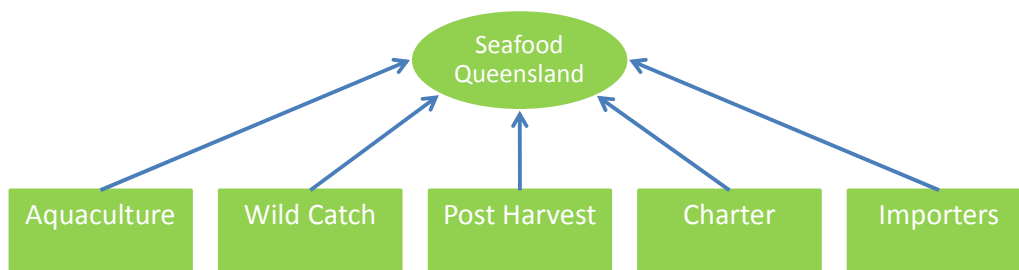 Seafood
Queensland
Aquaculture
Wild Catch
Post Harvest
Charter
Importers